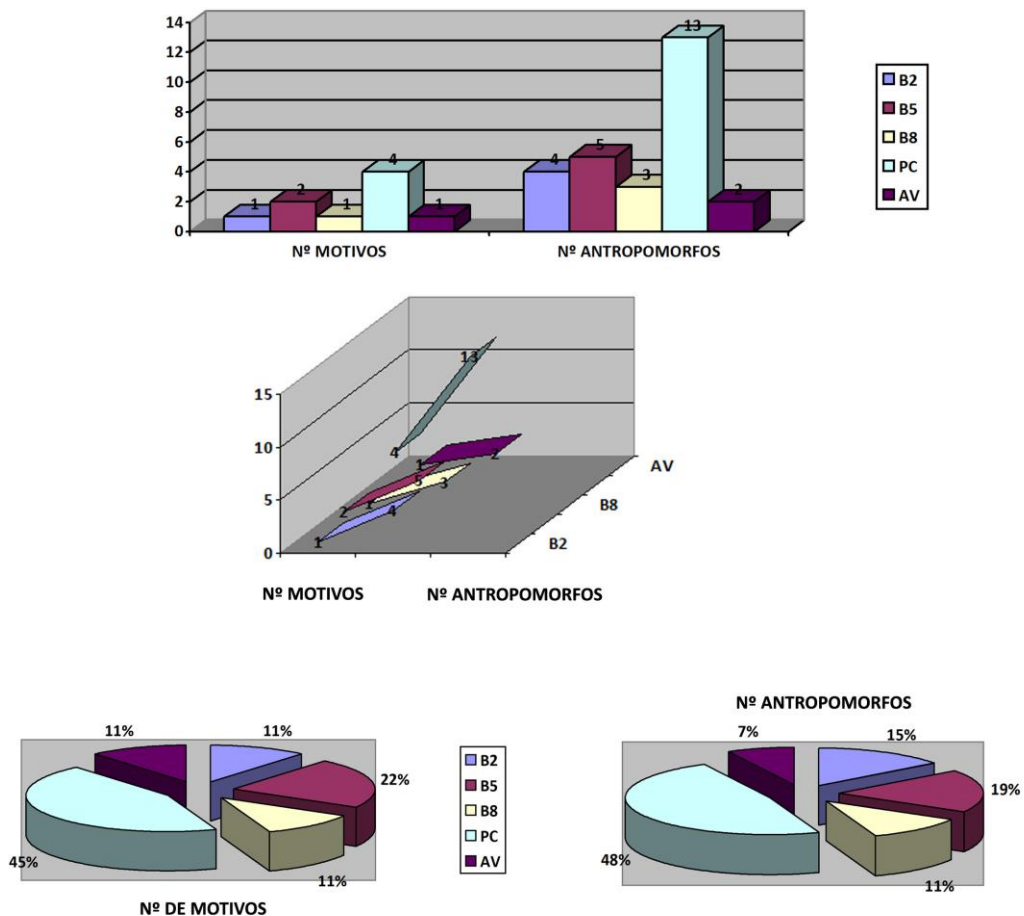 14
12
10
8
6
4
2
0
1
2
1
4
1
4
5
3
13
2
Nº MOTIVOS
Nº ANTROPOMORFOS
B2
B5
B8
PC
AV
15
10
5
0
13
4
1
2
5
3
2
1
4
1
AV
B8
B2
Nº MOTIVOS
Nº ANTROPOMORFOS
11%
11%
22%
45%
11%
Nº DE MOTIVOS
B2
B5
B8
PC
AV
Nº ANTROPOMORFOS
7%
15%
19%
48%
11%